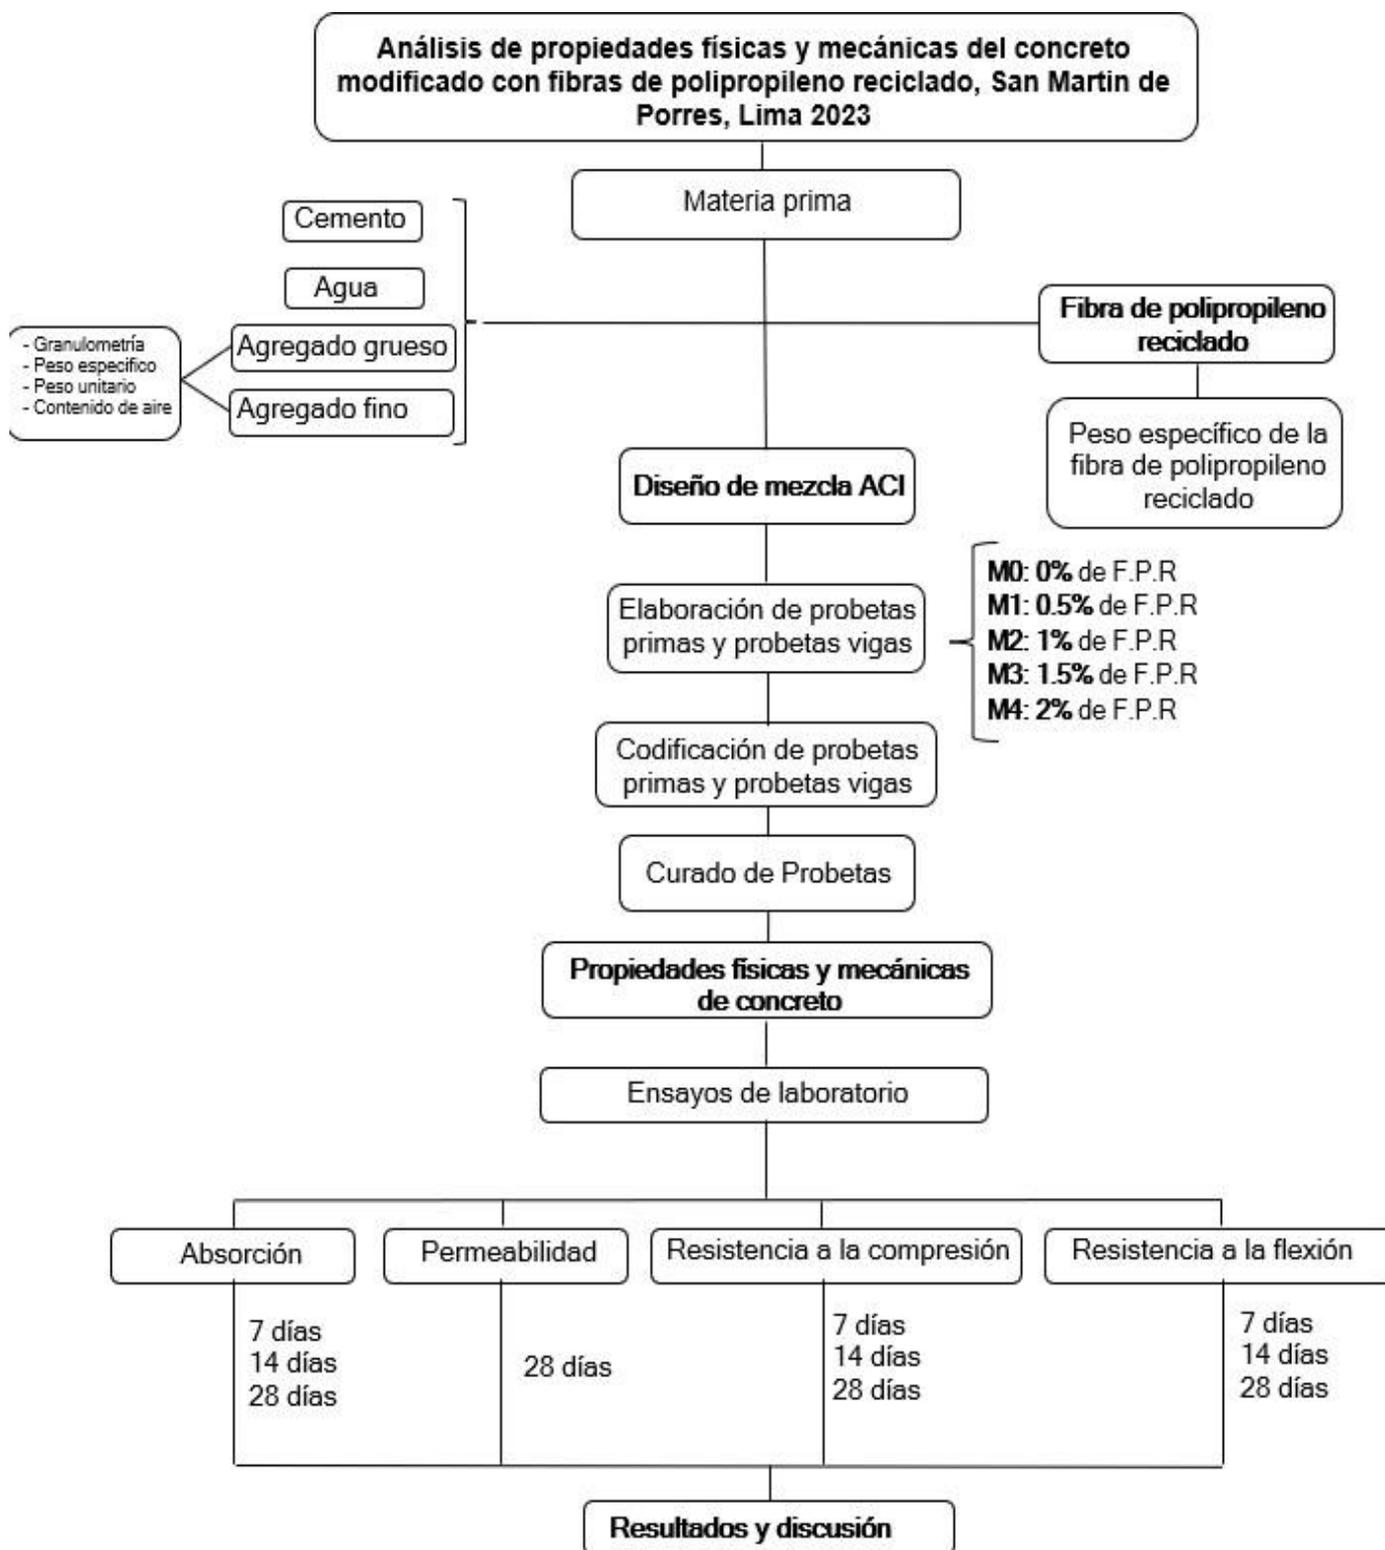 Análisis de propiedades físicas y mecánicas del concreto
modificado con fibras de polipropileno reciclado, San Martin de
Porres, Lima 2023
Materia prima
Cemento
Agua
Agregado grueso
Agregado fino
- Granulometría
- Peso específico
- Peso unitario
- Contenido de aire
Fibra de polipropileno
reciclado
Peso específico de la
fibra de polipropileno
reciclado
Diseño de mezcla ACI
Elaboración de probetas
primas y probetas vigas
M0: 0% de F.P.R
M1: 0.5% de F.P.R
M2: 1% de F.P.R
M3: 1.5% de F.P.R
M4: 2% de F.P.R
Codificación de probetas
primas y probetas vigas
Curado de Probetas
Propiedades físicas y mecánicas
de concreto
Ensayos de laboratorio
Absorción
7 días
14 días
28 días
Permeabilidad
28 días
Resistencia a la compresión
7 días
14 días
28 días
Resistencia a la flexión
7 días
14 días
28 días
Resultados y discusión